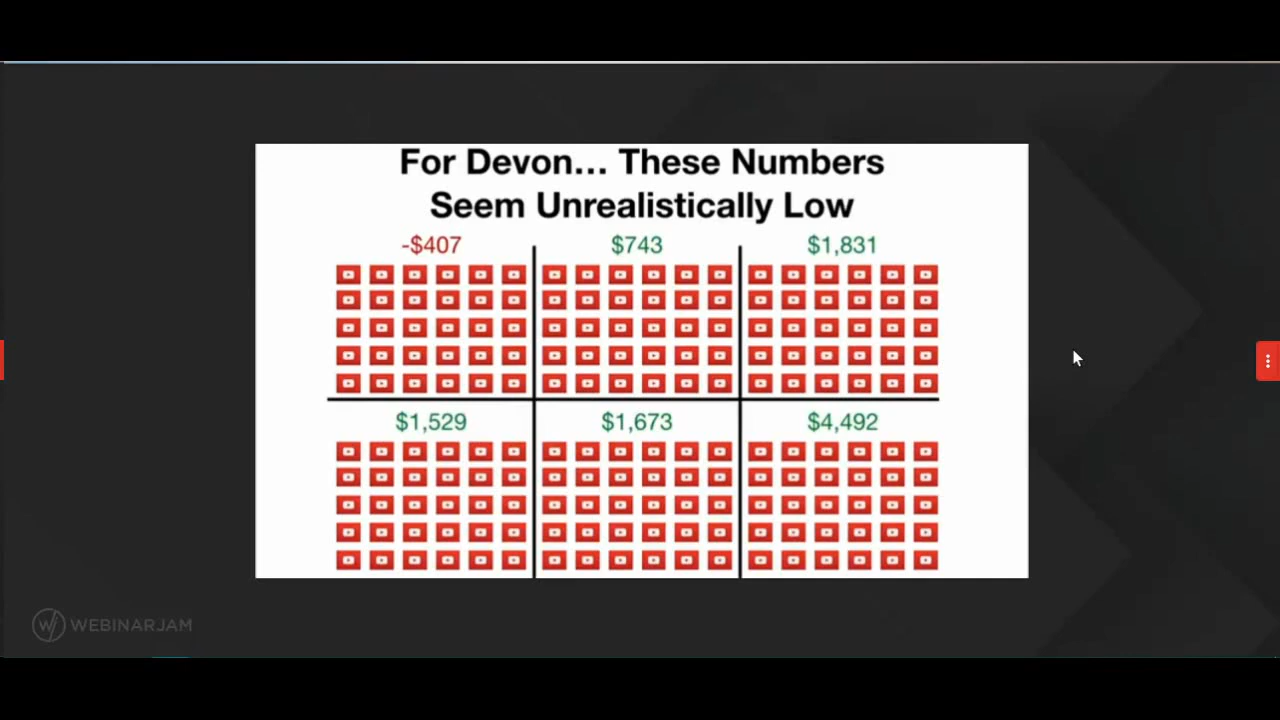 For Devon... These Numbers
Seem Unrealistically Low
-$407 $743 $1,831
$1,529 $1,673 $4,492
WEBINARJAM